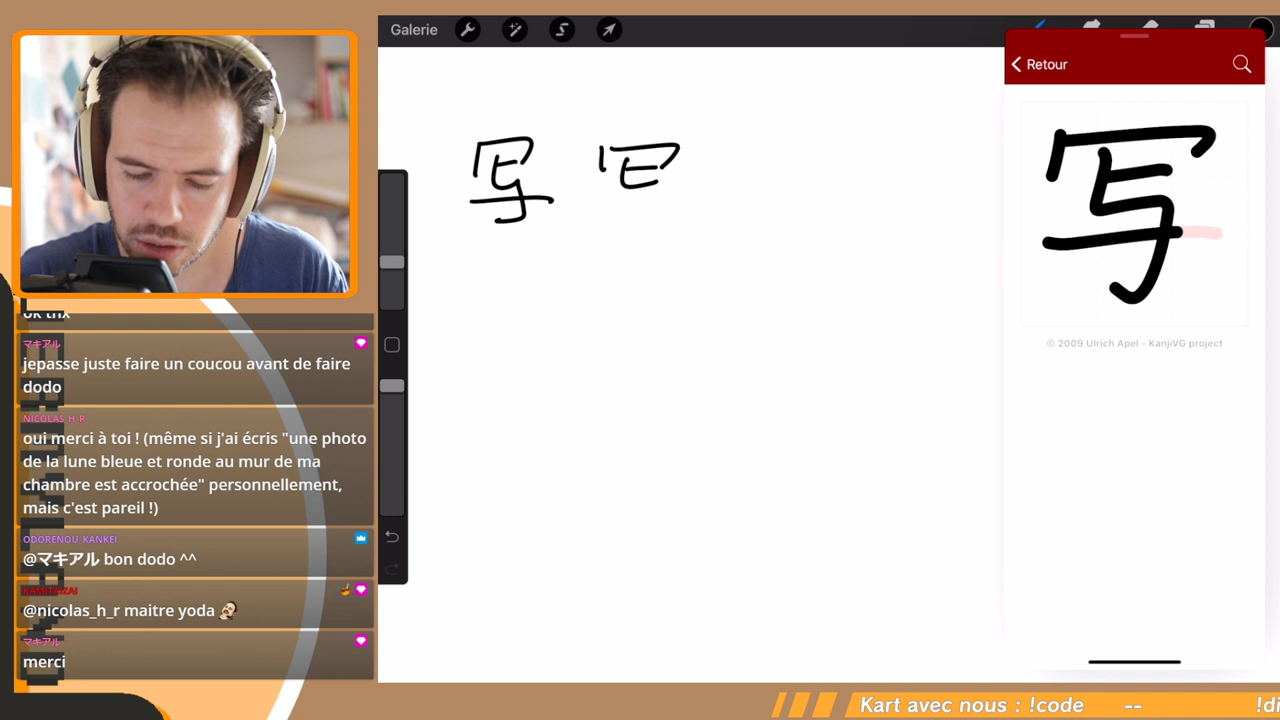 Galerie
Retour
写 写
© 2009 Ulrich Apel - KanjiVG project
マキアル
jepasse juste faire un coucou avant de faire
dodo
NICOLAS_H_R
oui merci à toi ! (même si j'ai écris "une photo
de la lune bleue et ronde au mur de ma
chambre est accrochée" personnellement,
mais c'est pareil !)
ODORENOU_KANKEI
@マキアル bon dodo ^^
@nicolas_h_r maitre yoda
マキアル
merci
Kart avec nous : !code -- !di